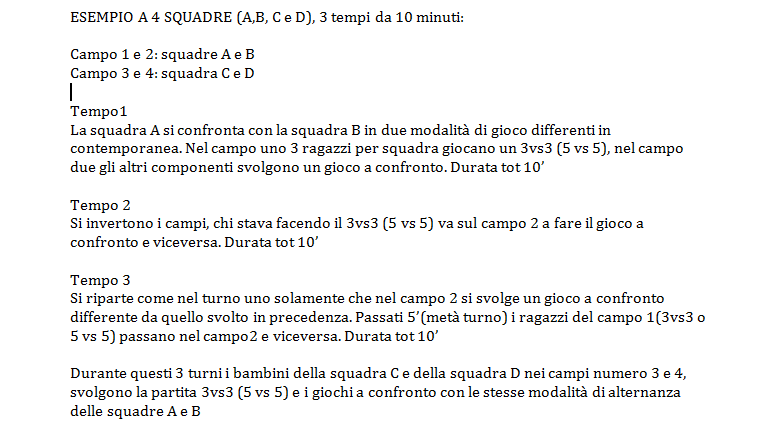 ESEMPIO A 4 SQUADRE (A,B, C e D), 3 tempi da 10 minuti:
Campo 1 e 2: squadre A e B
Campo 3 e 4: squadra C e D
Tempo1
La squadra A si confronta con la squadra B in due modalità di gioco differenti in
contemporanea. Nel campo uno 3 ragazzi per squadra giocano un 3vs3 (5 vs 5), nel campo
due gli altri componenti svolgono un gioco a confronto. Durata tot 10’
Tempo 2
Si invertono i campi, chi stava facendo il 3vs3 (5 vs 5) va sul campo 2 a fare il gioco a
confronto e viceversa. Durata tot 10’
Tempo 3
Si riparte come nel turno uno solamente che nel campo 2 si svolge un gioco a confronto
differente da quello svolto in precedenza. Passati 5’(metà turno) i ragazzi del campo 1(3vs3 o
5 vs 5) passano nel campo2 e viceversa. Durata tot 10’
Durante questi 3 turni i bambini della squadra C e della squadra D nei campi numero 3 e 4,
svolgono la partita 3vs3 (5 vs 5) e i giochi a confronto con le stesse modalità di alternanza
delle squadre A e B